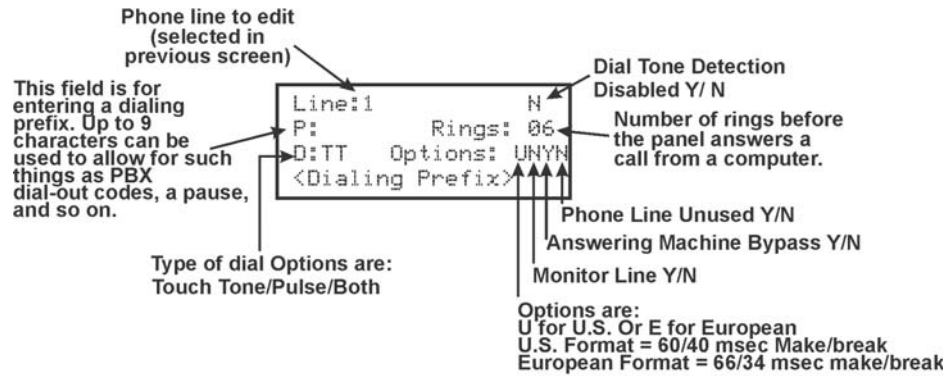 Phone line to edit
(selected in
previous screen)
This field is for
entering a dialing
prefix. Up to 9
characters can be
used to allow for such
things as PBX
dial-out codes, a pause,
and so on.
Line:1 N
P: Rings: 06
D:TT Options: UNYN
<Dialing Prefix>
Dial Tone Detection
Disabled Y/ N
Number of rings before
the panel answers a
call from a computer.
Phone Line Unused Y/N
Answering Machine Bypass Y/N
Monitor Line Y/N
Type of dial Options are:
Touch Tone/Pulse/Both
Options are:
U for U.S. Or E for European
U.S. Format = 60/40 msec Make/break
European Format = 66/34 msec make/break